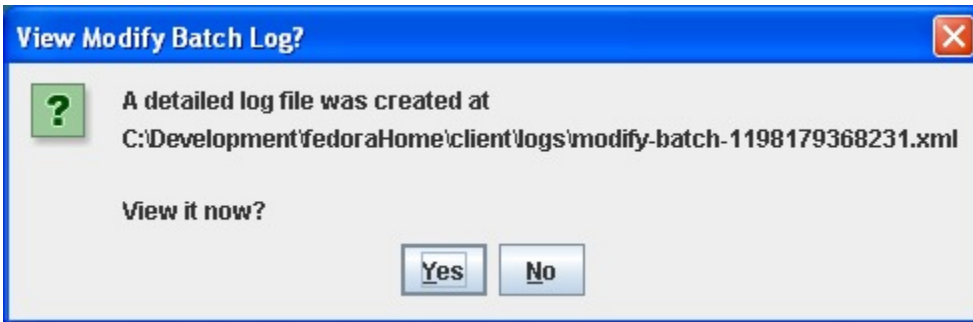 View Modify Batch Log?
?
A detailed log file was created at
C:\Development\fedoraHome\client\logs\modify-batch-1198179368231.xml
View it now?
Yes No